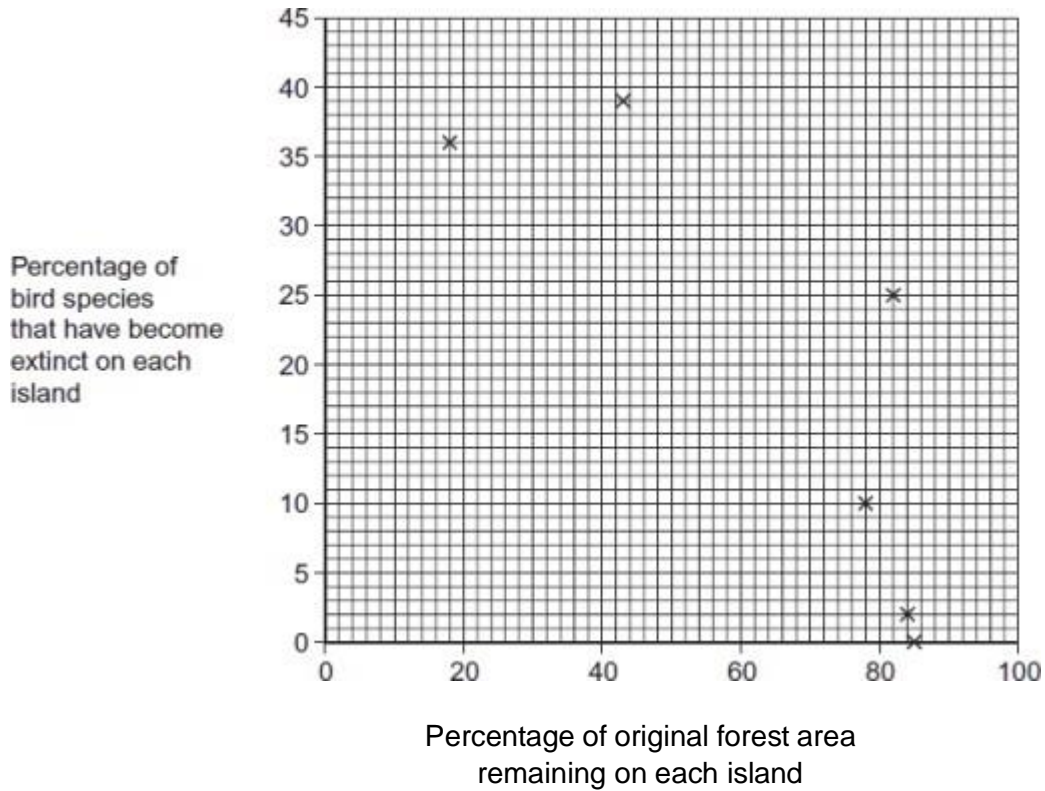 45
40
35
30
25
20
15
10
5
0
Percentage of
bird species
that have become
extinct on each
island
0 20 40 60 80 100
Percentage of original forest area
remaining on each island